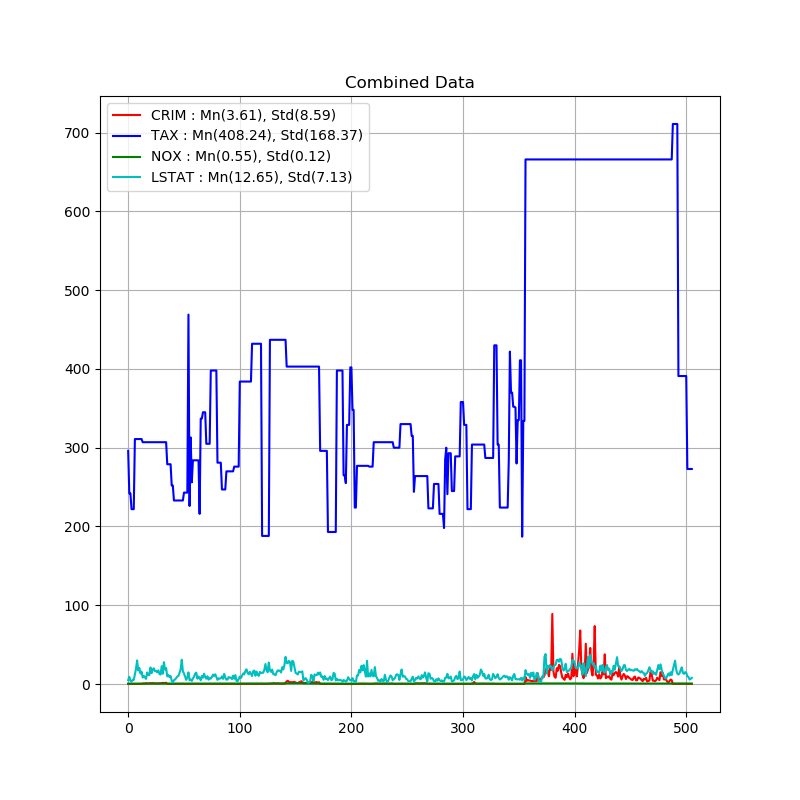 Combined Data
CRIM : Mn(3.61), Std(8.59)
TAX : Mn(408.24), Std(168.37)
NOX : Mn(0.55), Std(0.12)
LSTAT : Mn(12.65), Std(7.13)
700
600
500
400
300
200
100
0
0 100 200 300 400 500